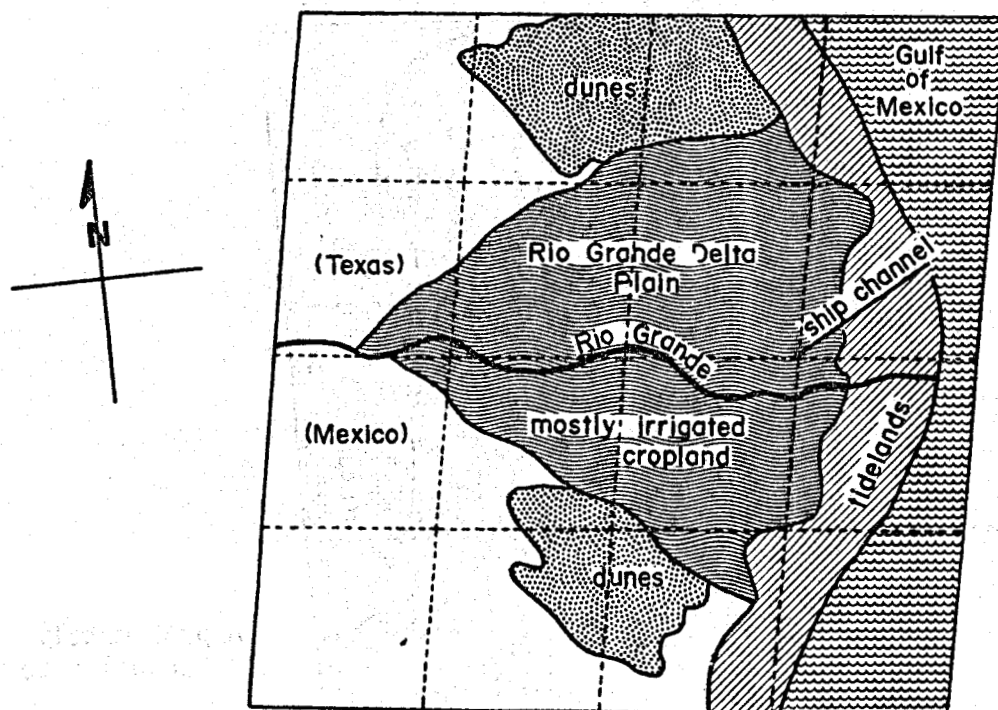 dunes
Gulf
of
Mexico
N
(Texas)
Rio Grande Delta
Plain
ship channel
Rio Grande
(Mexico)
mostly irrigated
cropland
tidelands
dunes